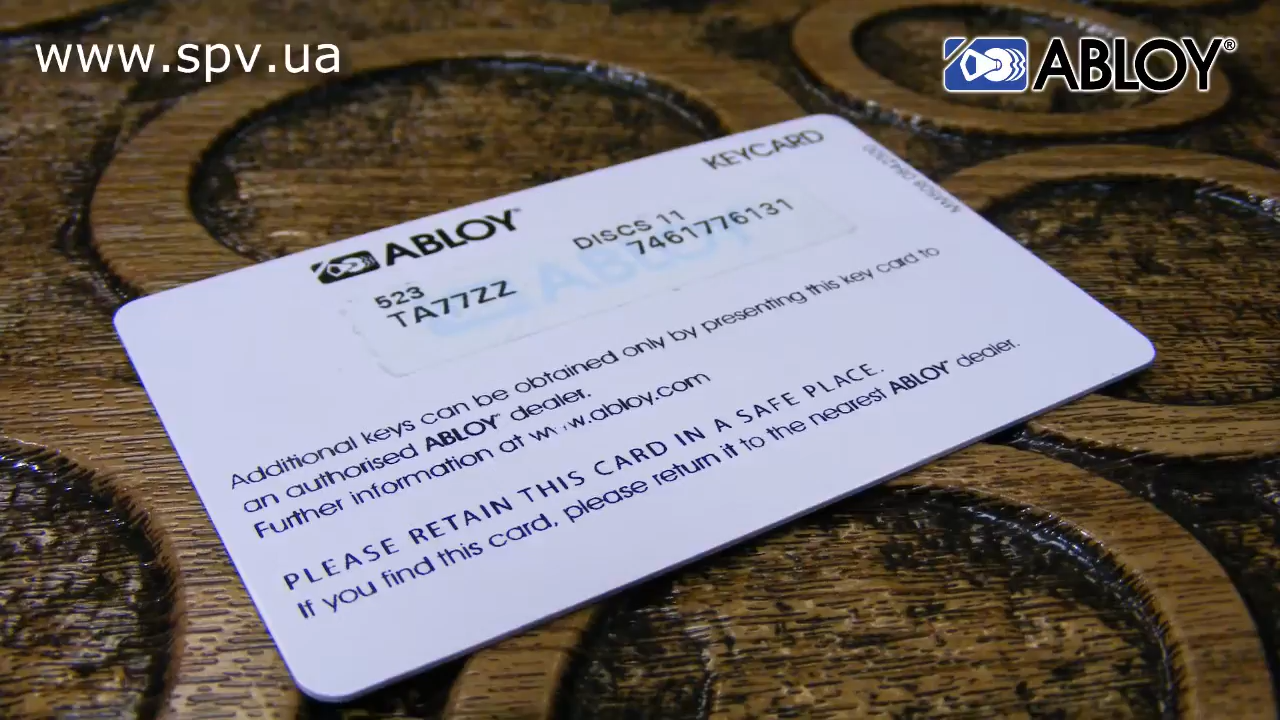 www.spv.ua
ABLOY®
KEYCARD
ABLOY
523
DISCS 11
TA77ZZ
7461776131
Additional keys can be obtained only by presenting this key card to
an authorised ABLOY dealer.
Further information at www.abloy.com
PLEASE RETAIN THIS CARD IN A SAFE PLACE.
If you find this card, please return it to the nearest ABLOY dealer.